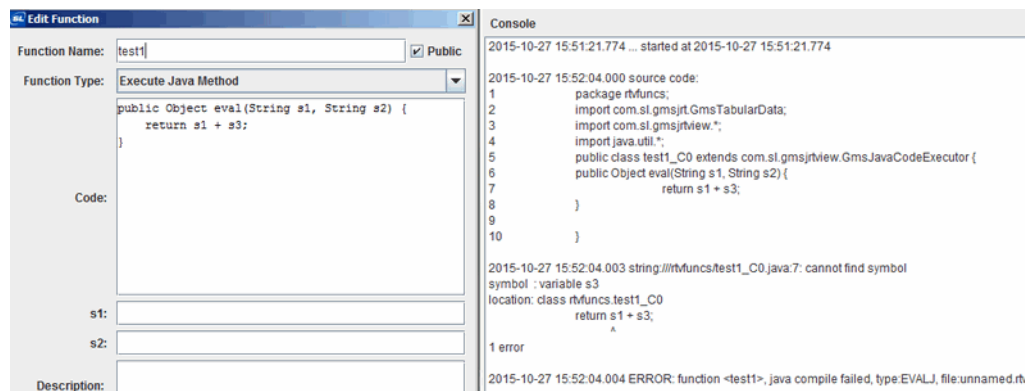 SL Edit Function
Function Name: test1
Public
Function Type: Execute Java Method
Code:
public Object eval(String s1, String s2) {
return s1 + s3;
}
s1:
s2:
Description:
Console
2015-10-27 15:51:21.774 ... started at 2015-10-27 15:51:21.774
2015-10-27 15:52:04.000 source code:
1 package rtvfuncs;
2 import com.sl.gmsjrt.GmsTabularData;
3 import com.sl.gmsjrtview.*;
4 import java.util.*;
5 public class test1_C0 extends com.sl.gmsjrtview.GmsJavaCodeExecutor {
6 public Object eval(String s1, String s2) {
7 return s1 + s3;
8 }
9
10 }
2015-10-27 15:52:04.003 string:///rtvfuncs/test1_C0.java:7: cannot find symbol
symbol : variable s3
location: class rtvfuncs.test1_C0
return s1 + s3;
^
1 error
2015-10-27 15:52:04.004 ERROR: function <test1>, java compile failed, type:EVALJ, file:unnamed.rtv